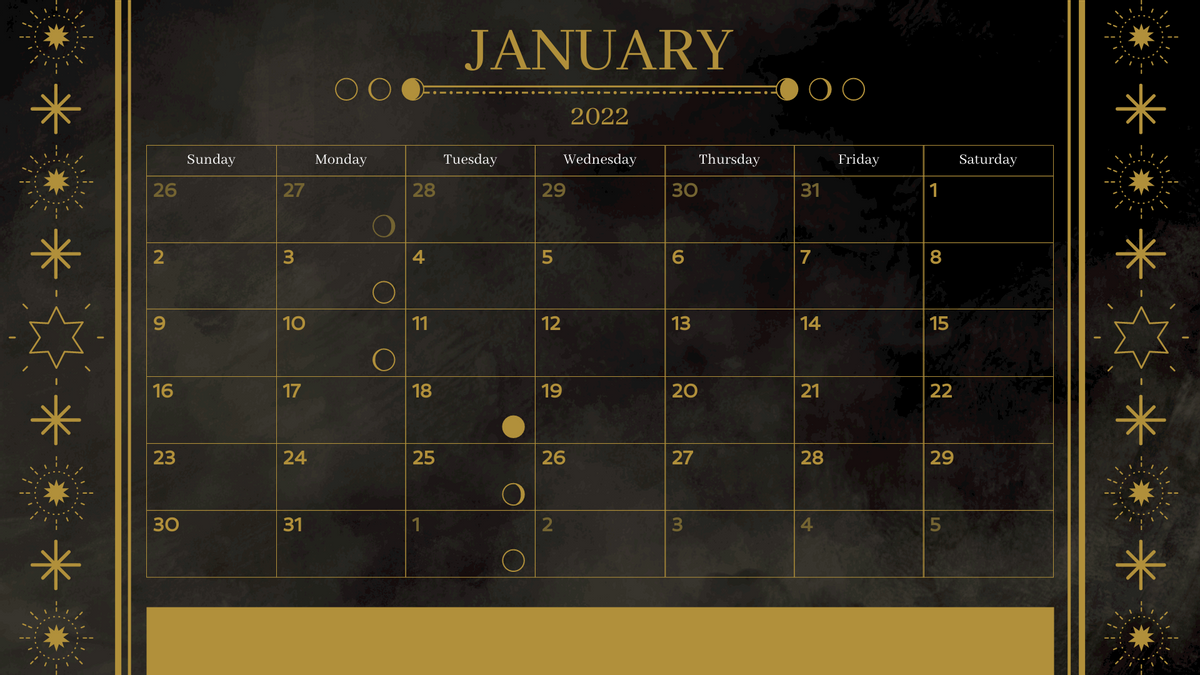 JANUARY
2022
Sunday Monday Tuesday Wednesday Thursday Friday Saturday
26 27 28 29 30 31 1
2 3 4 5 6 7 8
9 10 11 12 13 14 15
16 17 18 19 20 21 22
23 24 25 26 27 28 29
30 31 1 2 3 4 5